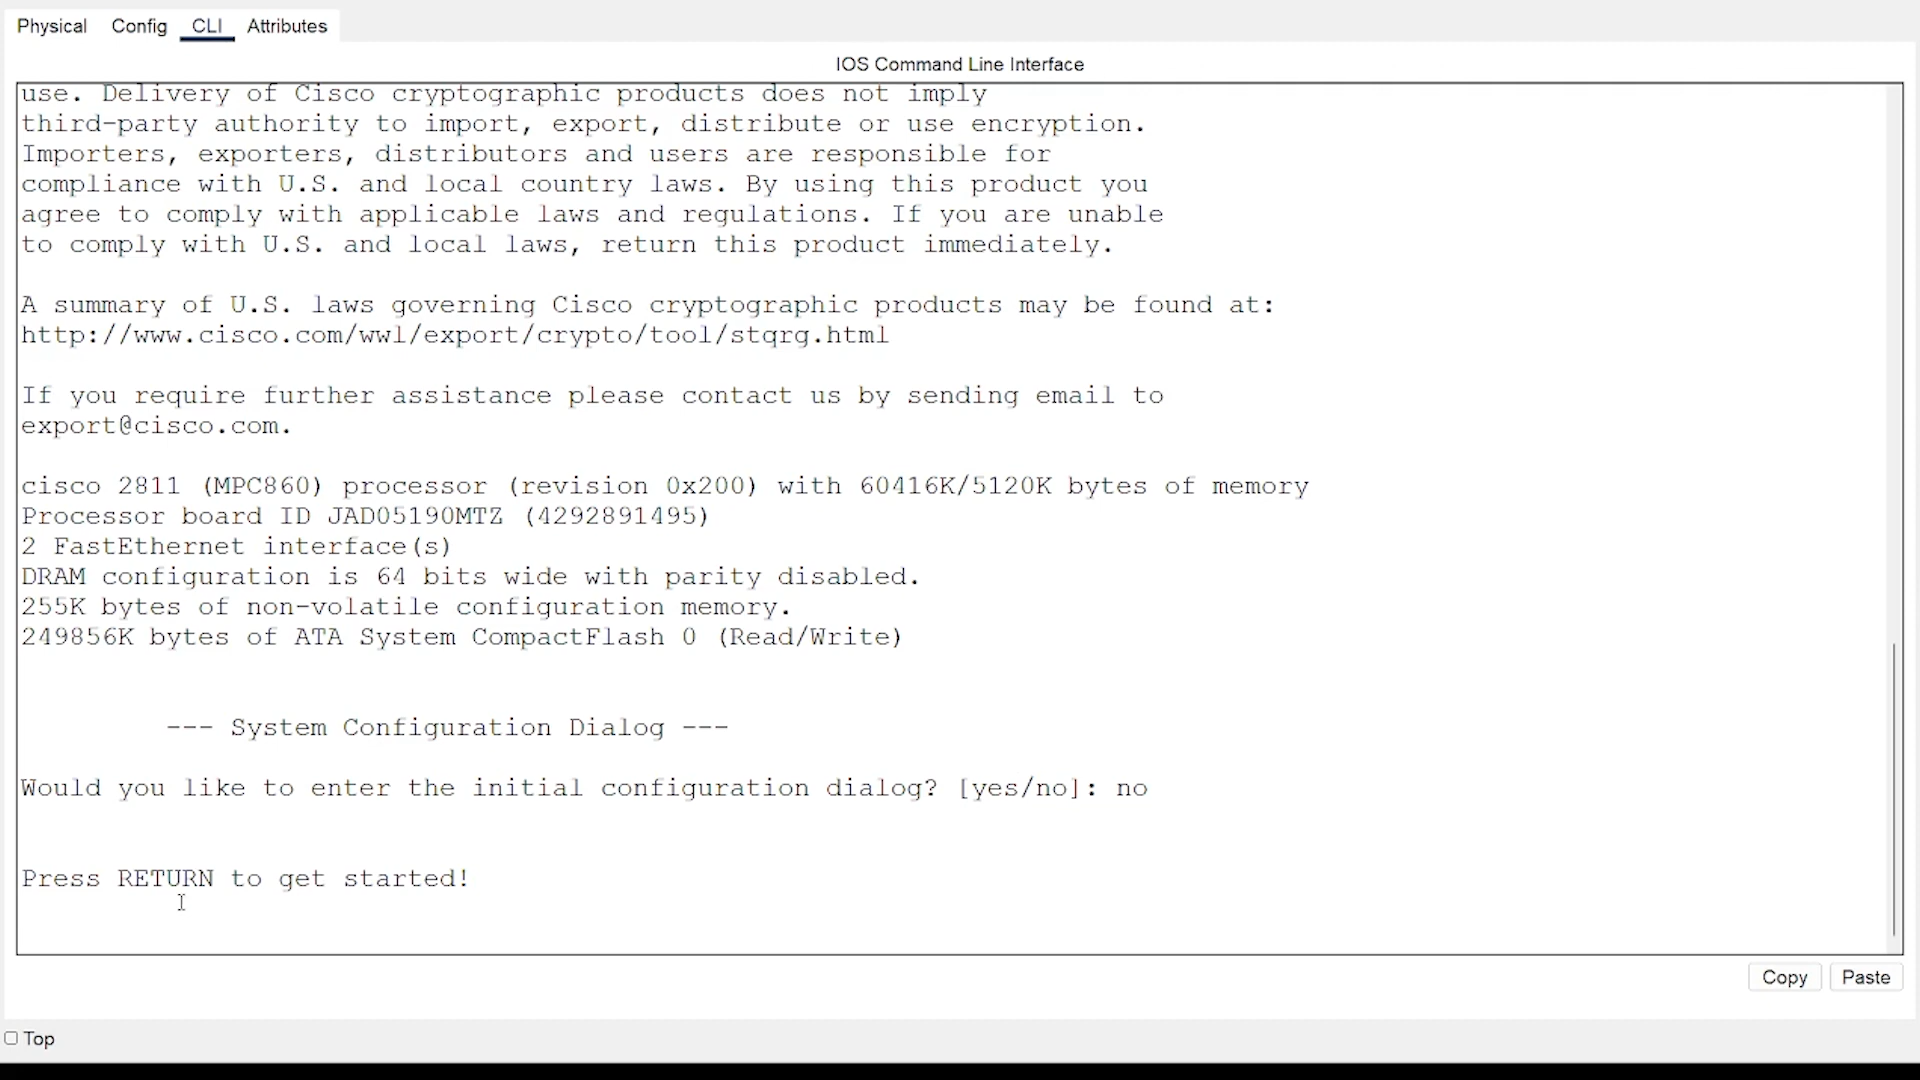 Physical Config CLI Attributes
IOS Command Line Interface
use. Delivery of Cisco cryptographic products does not imply
third-party authority to import, export, distribute or use encryption.
Importers, exporters, distributors and users are responsible for
compliance with U.S. and local country laws. By using this product you
agree to comply with applicable laws and regulations. If you are unable
to comply with U.S. and local laws, return this product immediately.
A summary of U.S. laws governing Cisco cryptographic products may be found at:
http://www.cisco.com/wwl/export/crypto/tool/stqrg.html
If you require further assistance please contact us by sending email to
export@cisco.com.
cisco 2811 (MPC860) processor (revision 0x200) with 60416K/5120K bytes of memory
Processor board ID JAD05190MTZ (4292891495)
2 FastEthernet interface(s)
DRAM configuration is 64 bits wide with parity disabled.
255K bytes of non-volatile configuration memory.
249856K bytes of ATA System CompactFlash 0 (Read/Write)
--- System Configuration Dialog ---
Would you like to enter the initial configuration dialog? [yes/no]: no
Press RETURN to get started!
Copy Paste
Top